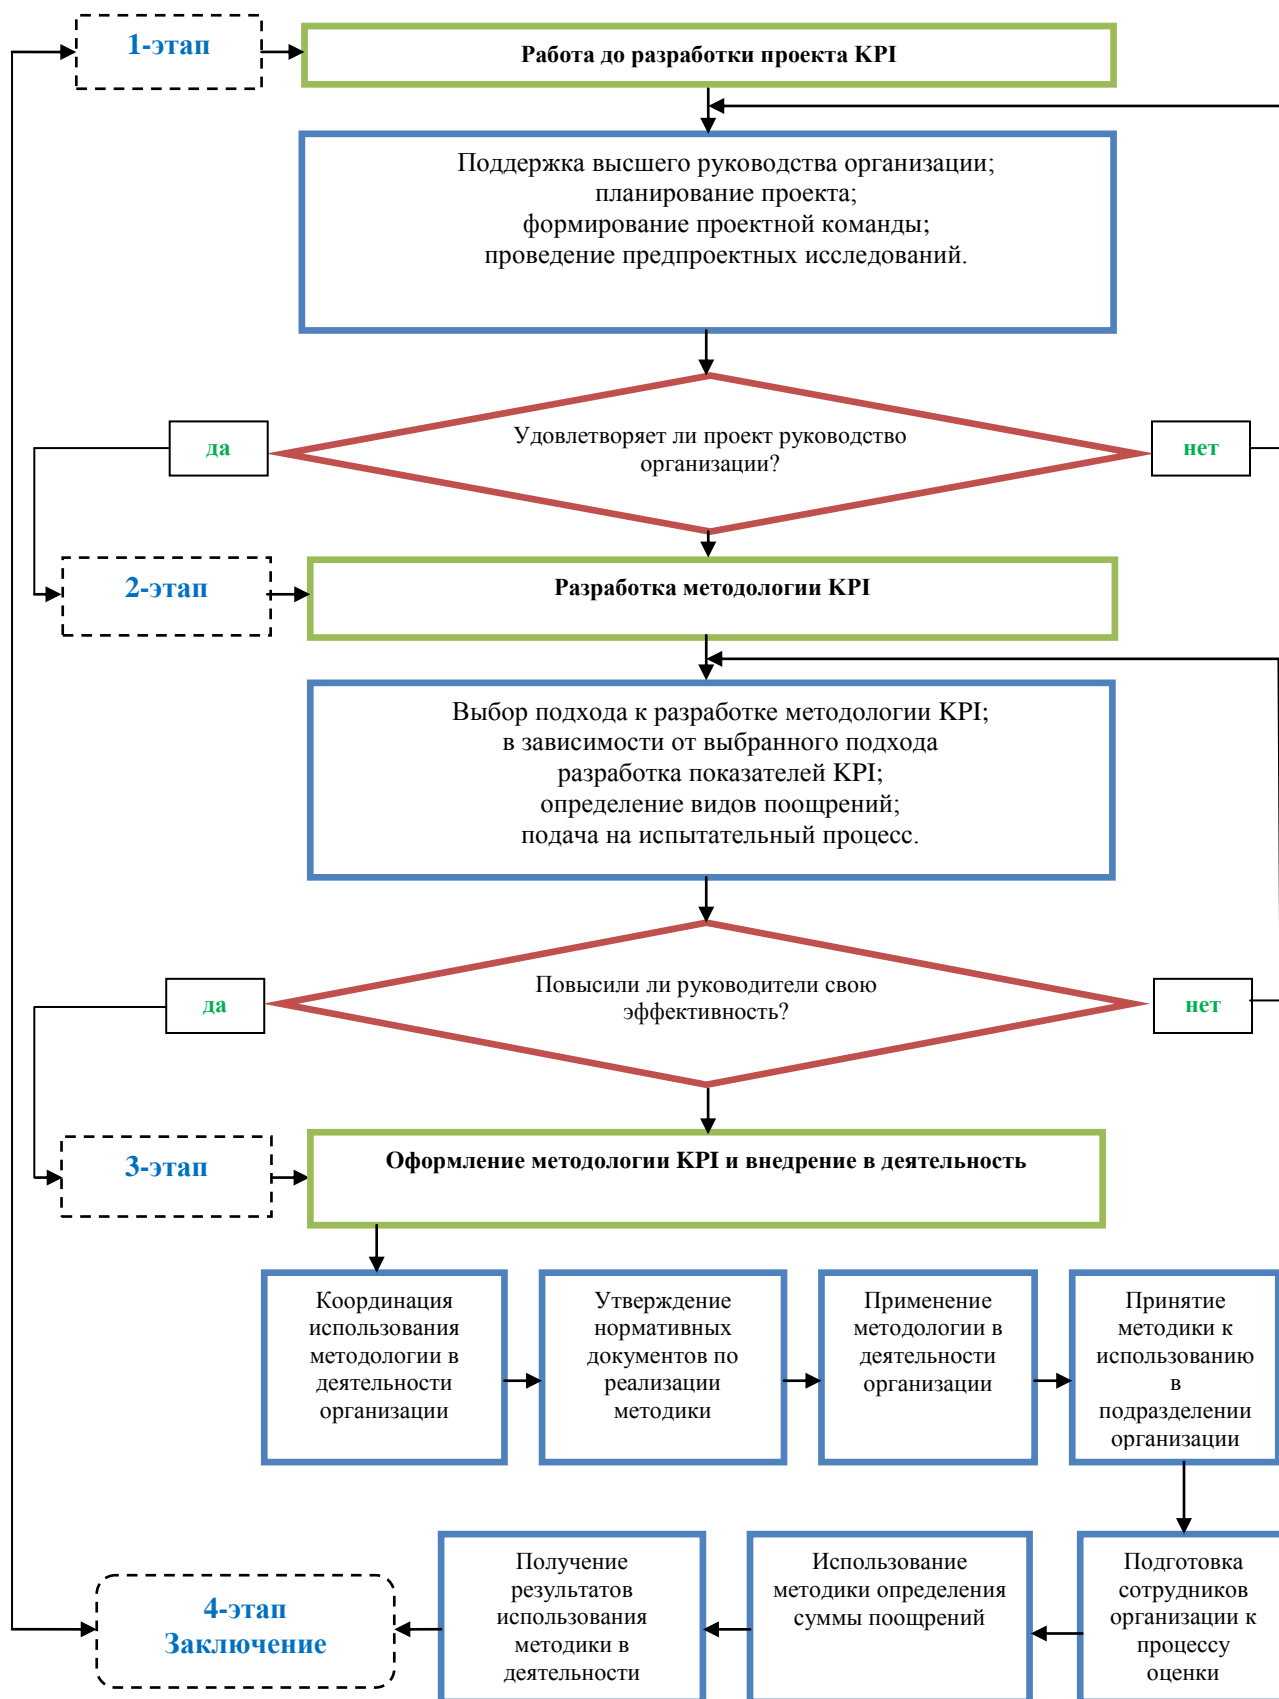 1-этап
Работа до разработки проекта KPI
Поддержка высшего руководства организации;
планирование проекта;
формирование проектной команды;
проведение предпроектных исследований.
да
Удовлетворяет ли проект руководство
организации?
нет
2-этап
Разработка методологии KPI
Выбор подхода к разработке методологии KPI;
в зависимости от выбранного подхода
разработка показателей KPI;
определение видов поощрений;
подача на испытательный процесс.
да
Повысили ли руководители свою
эффективность?
нет
3-этап
Оформление методологии KPI и внедрение в деятельность
Координация
использования
методологии в
деятельности
организации
Утверждение
нормативных
документов по
реализации
методики
Применение
методологии в
деятельности
организации
Принятие
методики к
использованию
в
подразделении
организации
4-этап
Заключение
Получение
результатов
использования
методики в
деятельности
Использование
методики определения
суммы поощрений
Подготовка
сотрудников
организации к
процессу
оценки